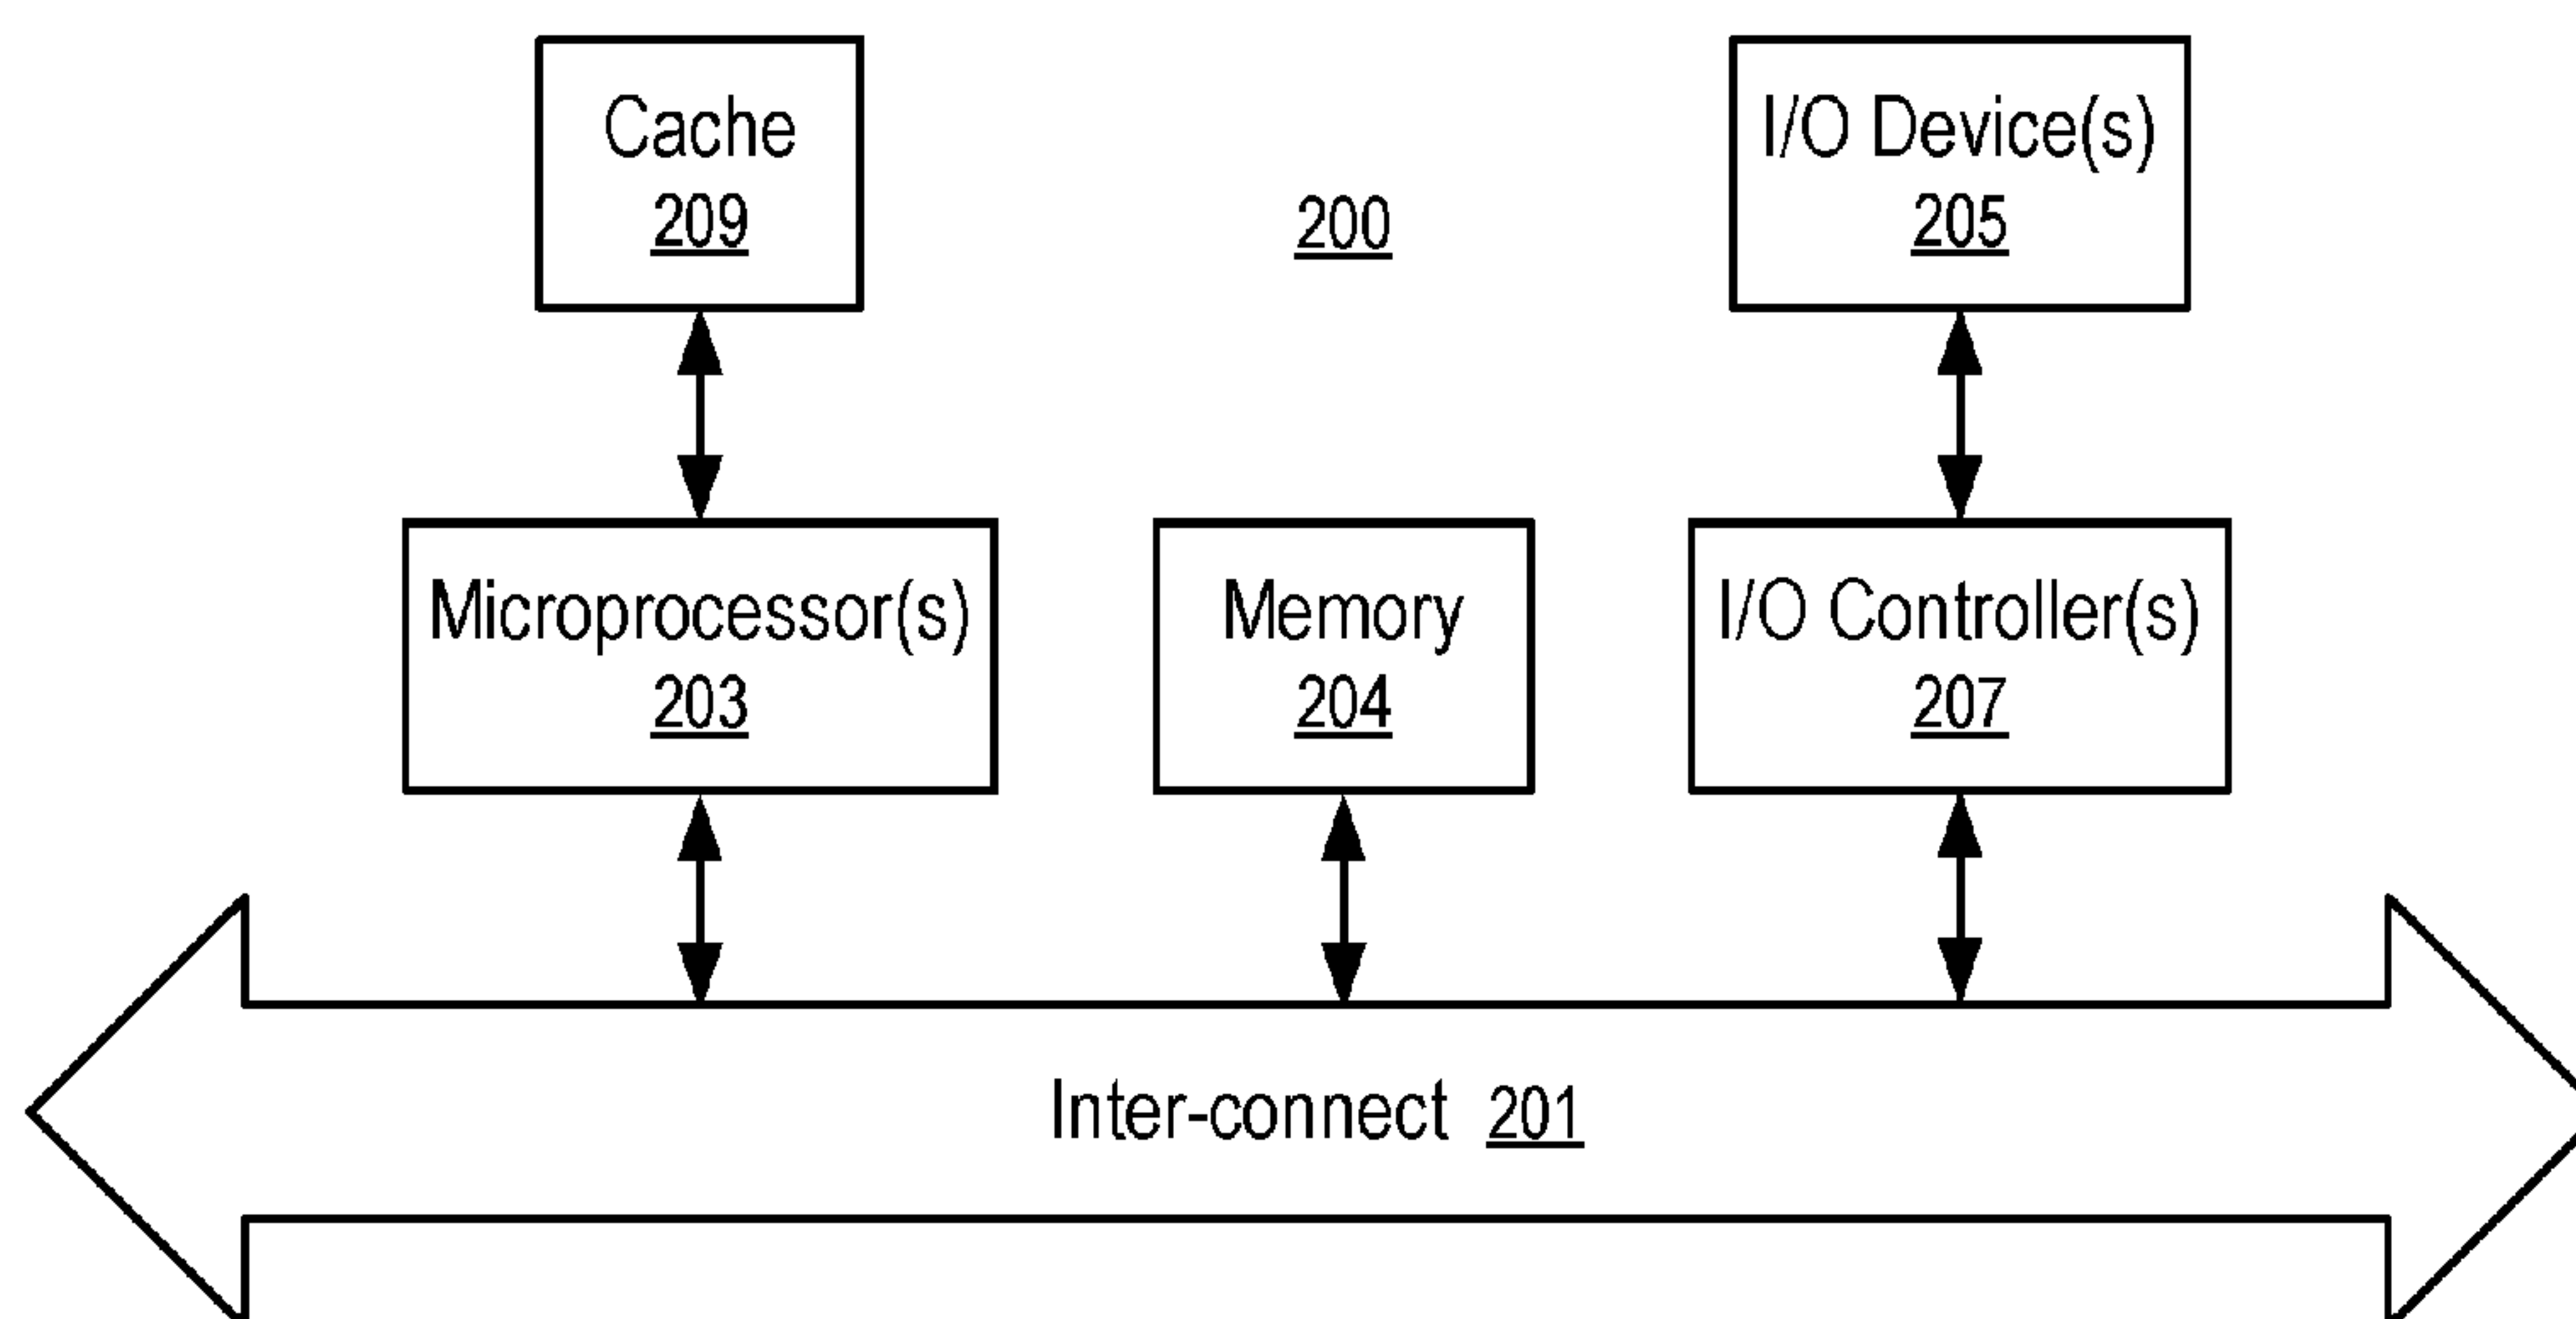 Cache
209
200
I/O Device(s)
205
Microprocessor(s)
203
Memory
204
I/O Controller(s)
207
Inter-connect 201